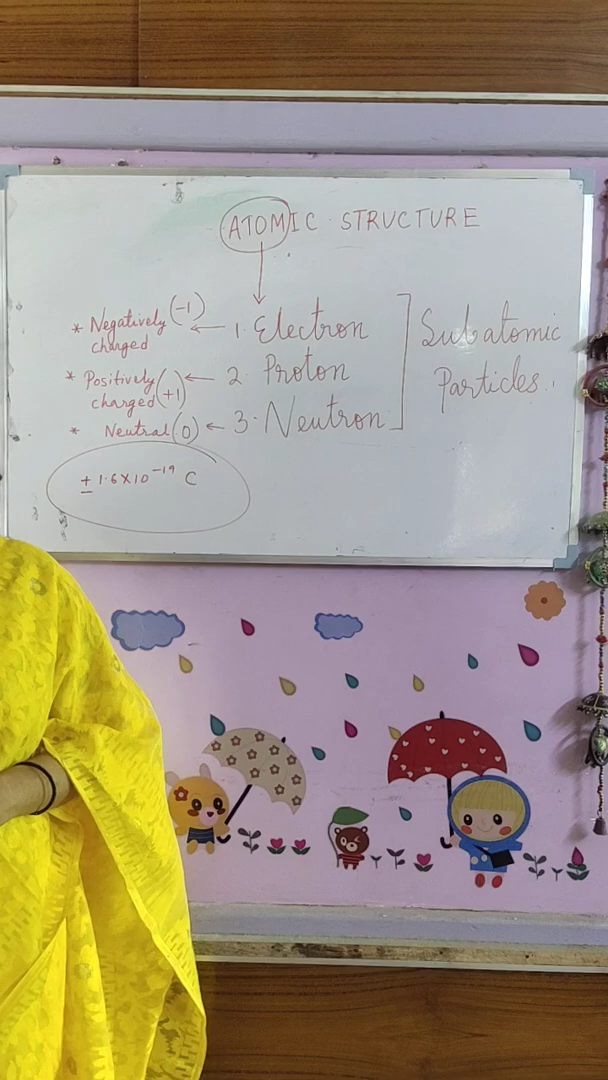 ATOMIC STRUCTURE
* Negatively charged (-1) ← 1. Electron
* Positively charged (+1) ← 2. Proton
* Neutral (0) ← 3. Neutron
Subatomic
Particles.
± 1.6 X 10⁻¹⁹ C